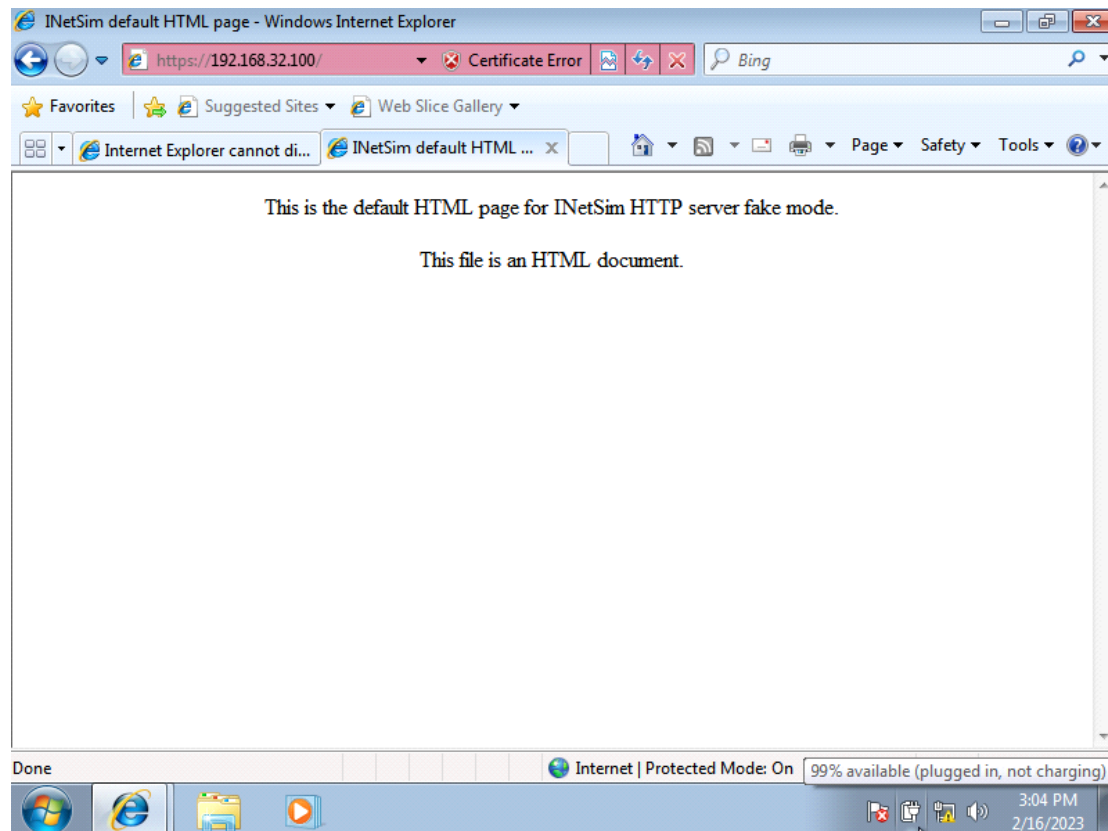 INetSim default HTML page - Windows Internet Explorer
https://192.168.32.100/ Certificate Error Bing
Favorites Suggested Sites Web Slice Gallery
Internet Explorer cannot di... INetSim default HTML ... Page Safety Tools
This is the default HTML page for INetSim HTTP server fake mode.
This file is an HTML document.
Done Internet | Protected Mode: On 99% available (plugged in, not charging)
3:04 PM
2/16/2023